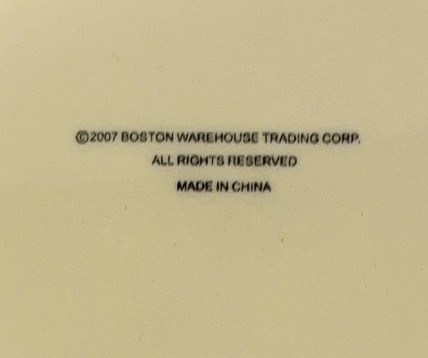 ©2007 BOSTON WAREHOUSE TRADING CORP.
ALL RIGHTS RESERVED
MADE IN CHINA